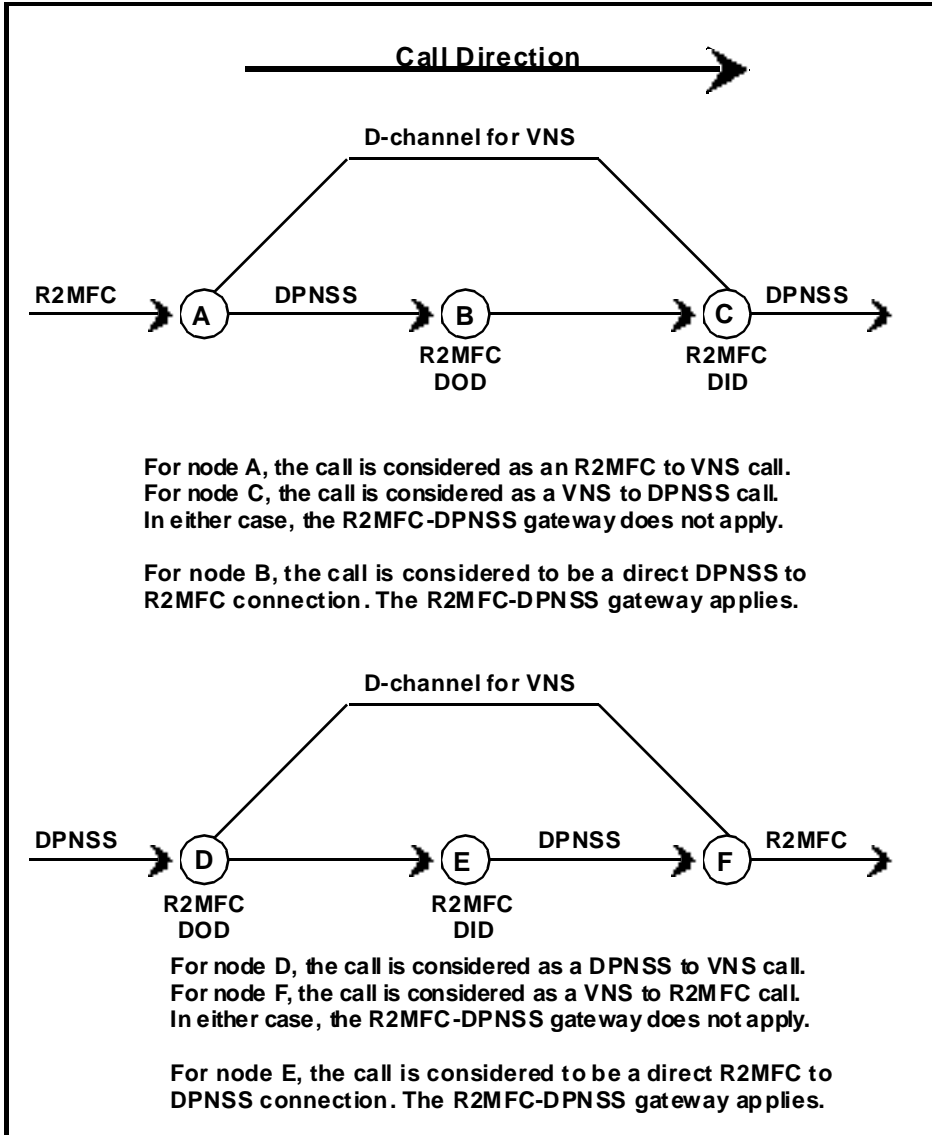 Call Direction
D-channel for VNS
R2MFC
A
DPNSS
B
C
DPNSS
R2MFC
DOD
R2MFC
DID
For node A, the call is considered as an R2MFC to VNS call.
For node C, the call is considered as a VNS to DPNSS call.
In either case, the R2MFC-DPNSS gateway does not apply.
For node B, the call is considered to be a direct DPNSS to
R2MFC connection. The R2MFC-DPNSS gateway applies.
D-channel for VNS
DPNSS
D
E
DPNSS
F
R2MFC
R2MFC
DOD
R2MFC
DID
For node D, the call is considered as a DPNSS to VNS call.
For node F, the call is considered as a VNS to R2MFC call.
In either case, the R2MFC-DPNSS gateway does not apply.
For node E, the call is considered to be a direct R2MFC to
DPNSS connection. The R2MFC-DPNSS gateway applies.